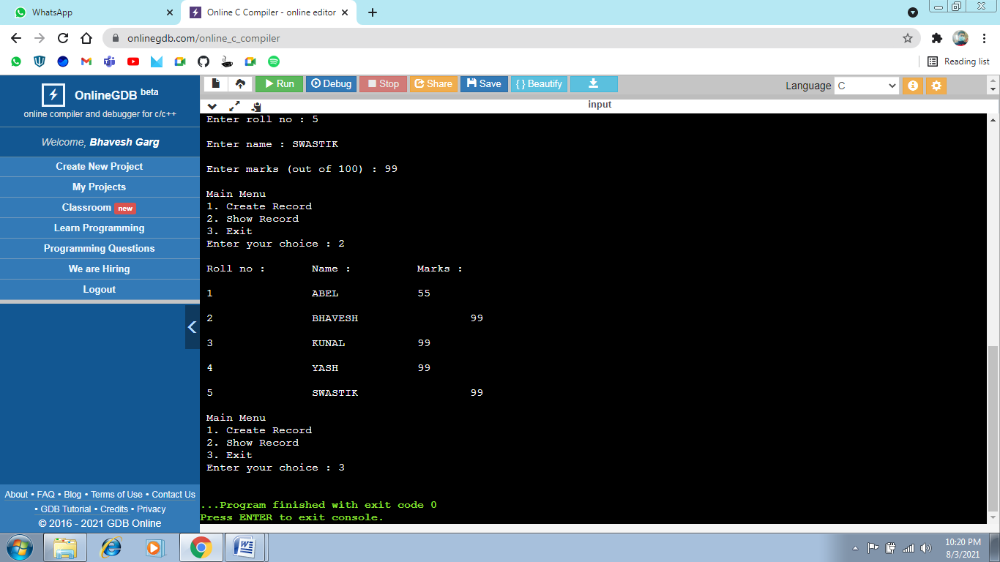 WhatsApp
Online C Compiler - online editor
onlinegdb.com/online_c_compiler
Reading list
OnlineGDB beta
online compiler and debugger for c/c++
Welcome, Bhavesh Garg
Create New Project
My Projects
Classroom new
Learn Programming
Programming Questions
We are Hiring
Logout
About • FAQ • Blog • Terms of Use • Contact Us
• GDB Tutorial • Credits • Privacy
© 2016 - 2021 GDB Online
Run Debug Stop Share Save { } Beautify
Language C
input
Enter roll no : 5
Enter name : SWASTIK
Enter marks (out of 100) : 99
Main Menu
1. Create Record
2. Show Record
3. Exit
Enter your choice : 2
Roll no : Name : Marks :
1 ABEL 55
2 BHAVESH 99
3 KUNAL 99
4 YASH 99
5 SWASTIK 99
Main Menu
1. Create Record
2. Show Record
3. Exit
Enter your choice : 3
...Program finished with exit code 0
Press ENTER to exit console.
10:20 PM
8/3/2021